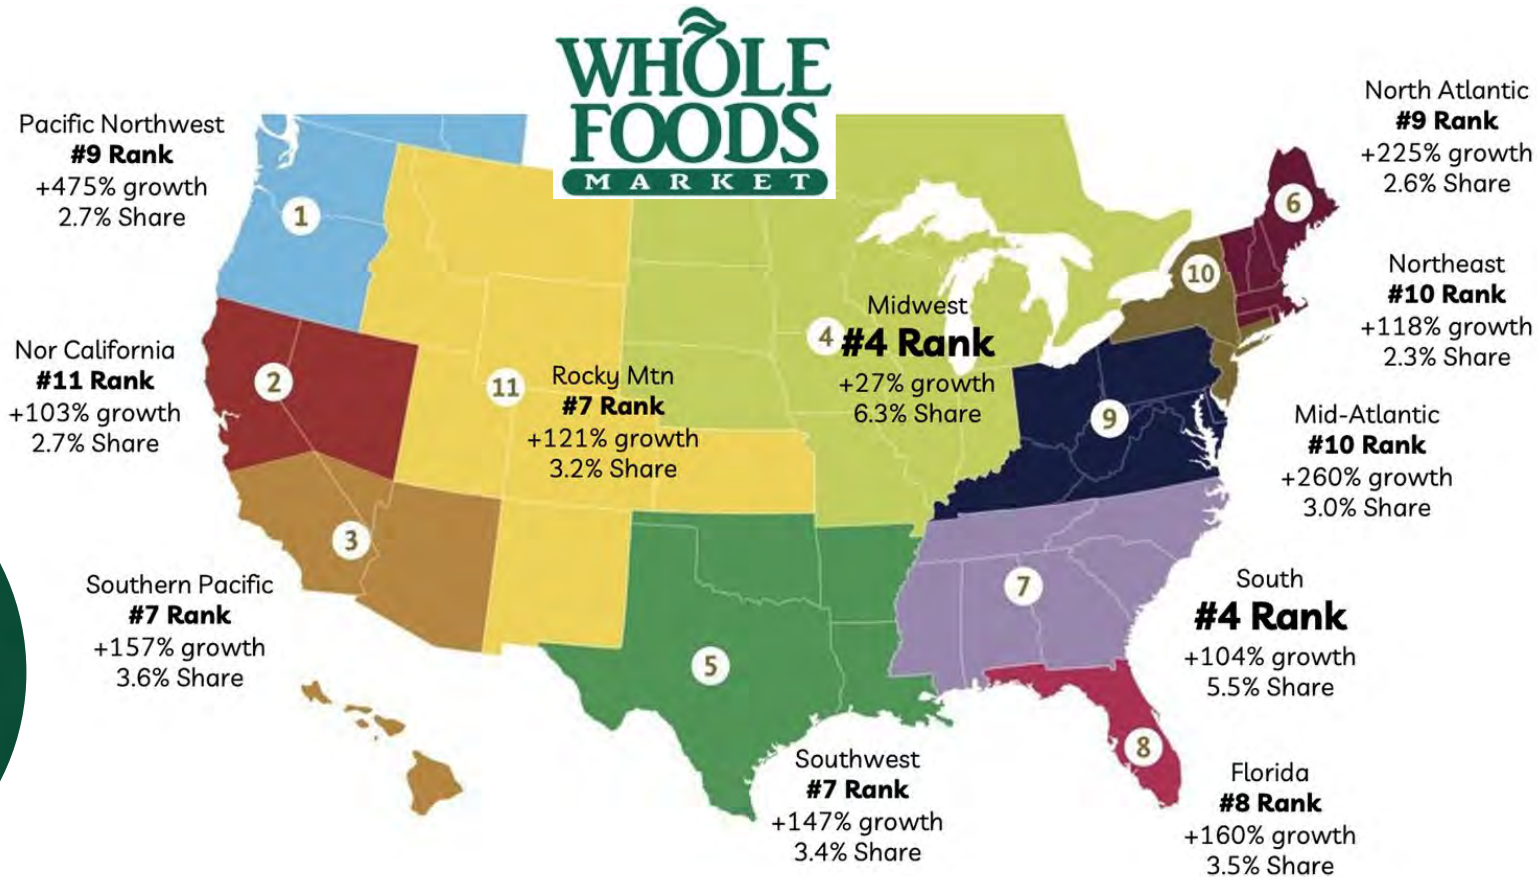 WHOLE
FOODS
MARKET
Pacific Northwest
#9 Rank
+475% growth
2.7% Share
1
Nor California
#11 Rank
+103% growth
2.7% Share
2
Southern Pacific
#7 Rank
+157% growth
3.6% Share
3
11
Rocky Mtn
#7 Rank
+121% growth
3.2% Share
Midwest
4
#4 Rank
+27% growth
6.3% Share
5
Southwest
#7 Rank
+147% growth
3.4% Share
North Atlantic
#9 Rank
+225% growth
2.6% Share
6
10
Northeast
#10 Rank
+118% growth
2.3% Share
9
Mid-Atlantic
#10 Rank
+260% growth
3.0% Share
7
South
#4 Rank
+104% growth
5.5% Share
8
Florida
#8 Rank
+160% growth
3.5% Share